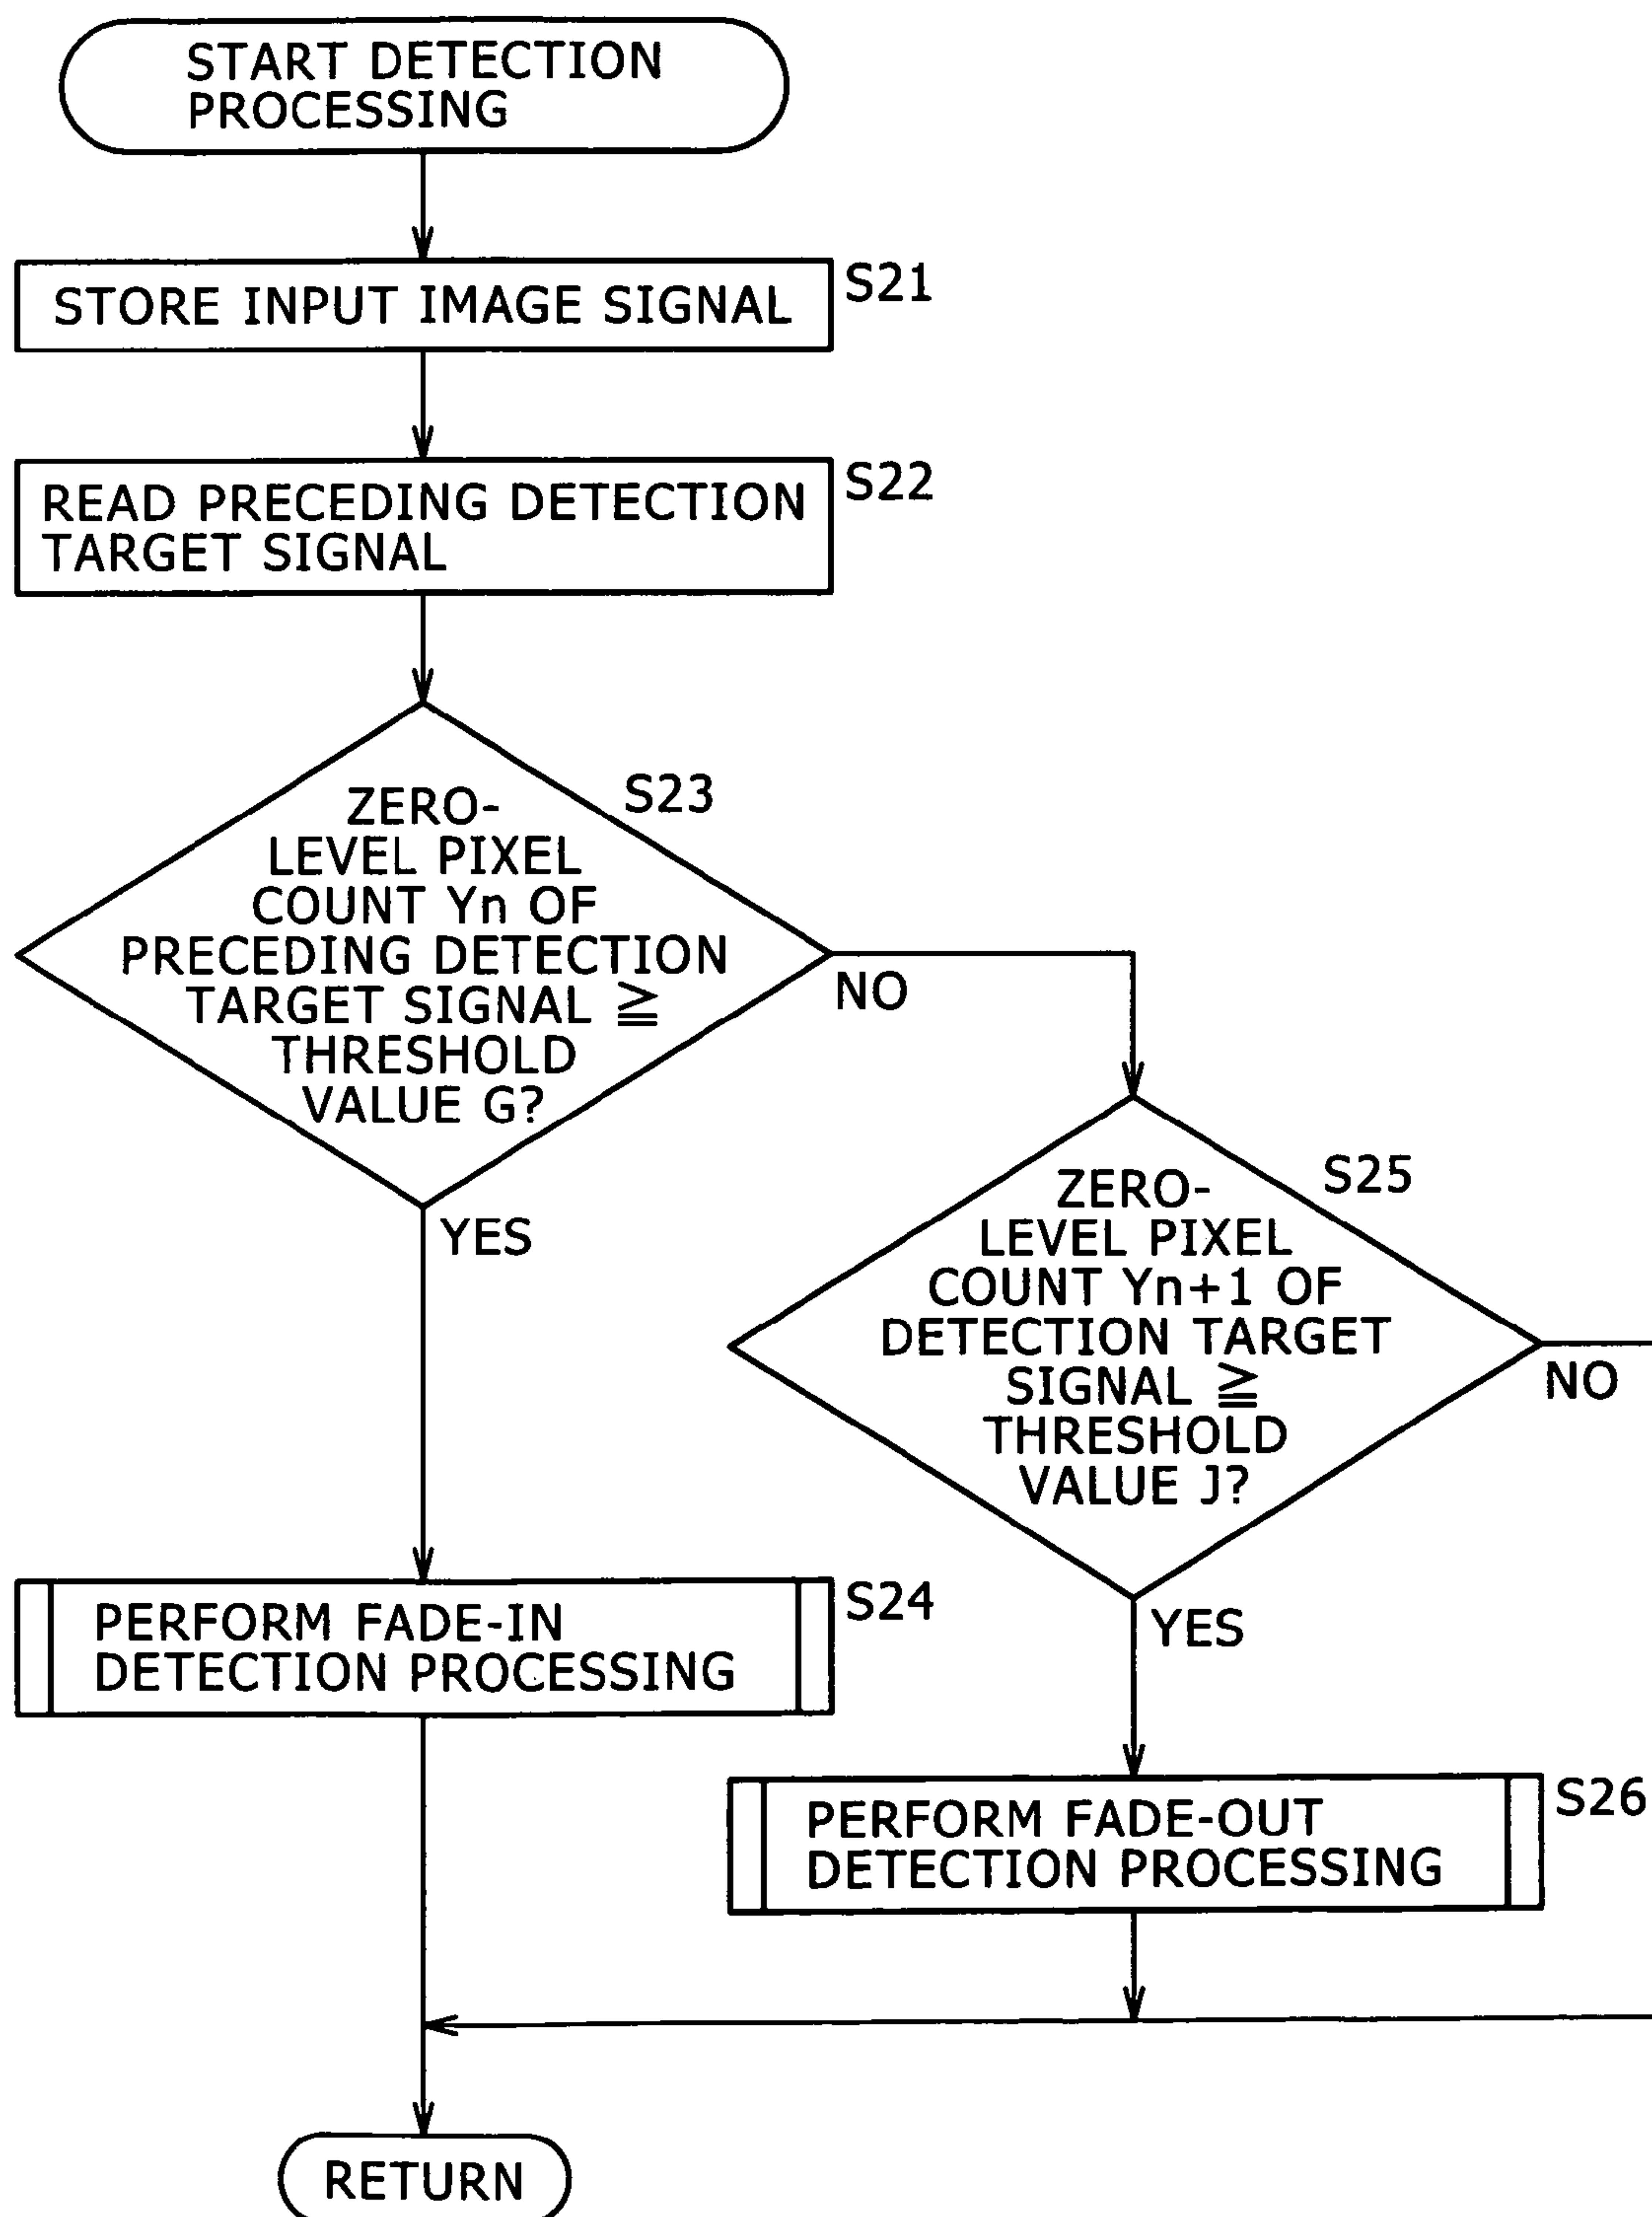 START DETECTION
PROCESSING
STORE INPUT IMAGE SIGNAL
S21
READ PRECEDING DETECTION
TARGET SIGNAL
S22
S23
ZERO-
LEVEL PIXEL
COUNT Yn OF
PRECEDING DETECTION
TARGET SIGNAL ≧
THRESHOLD
VALUE G?
NO
YES
S25
ZERO-
LEVEL PIXEL
COUNT Yn+1 OF
DETECTION TARGET
SIGNAL ≧
THRESHOLD
VALUE J?
NO
YES
PERFORM FADE-IN
DETECTION PROCESSING
S24
PERFORM FADE-OUT
DETECTION PROCESSING
S26
RETURN